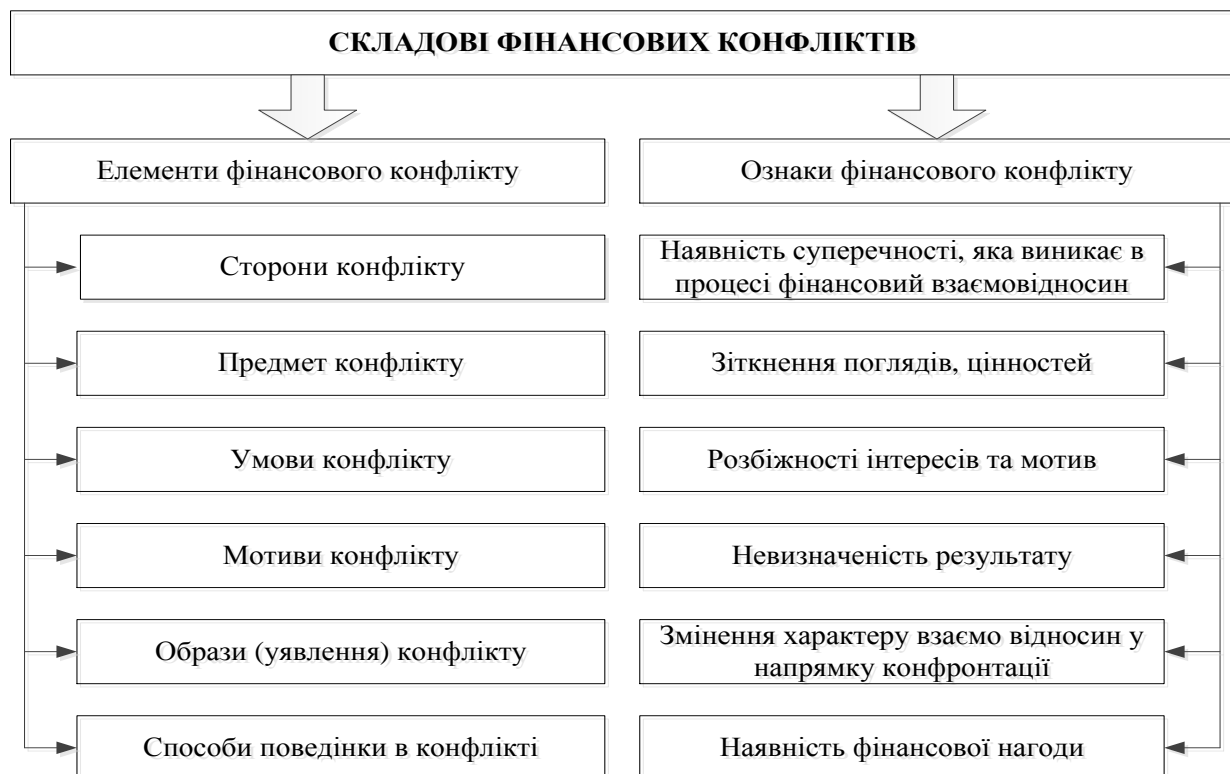 СКЛАДОВІ ФІНАНСОВИХ КОНФЛІКТІВ
Елементи фінансового конфлікту
Сторони конфлікту
Предмет конфлікту
Умови конфлікту
Мотиви конфлікту
Образи (уявлення) конфлікту
Способи поведінки в конфлікті
Ознаки фінансового конфлікту
Наявність суперечності, яка виникає в
процесі фінансовий взаємовідносин
Зіткнення поглядів, цінностей
Розбіжності інтересів та мотив
Невизначеність результату
Змінення характеру взаємо відносин у
напрямку конфронтації
Наявність фінансової нагоди